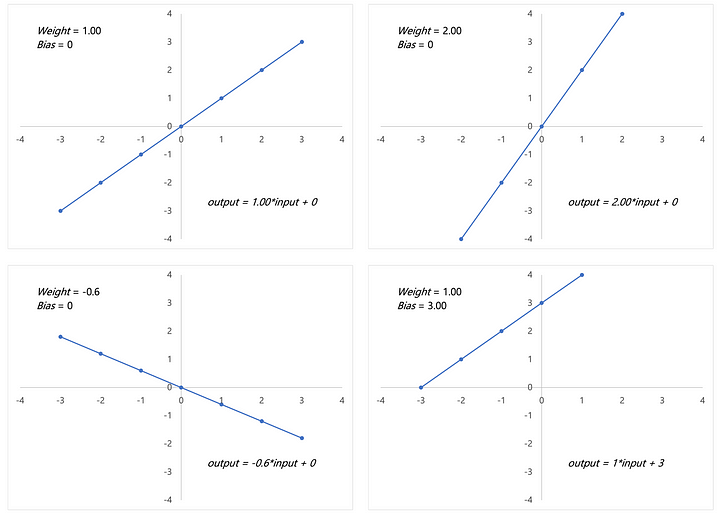 Weight = 1.00
Bias = 0
4
3
2
1
0
-4 -3 -2 -1 0 1 2 3 4
-1
-2
-3
-4
output = 1.00*input + 0
Weight = 2.00
Bias = 0
4
3
2
1
0
-4 -3 -2 -1 0 1 2 3 4
-1
-2
-3
-4
output = 2.00*input + 0
Weight = -0.6
Bias = 0
4
3
2
1
0
-4 -3 -2 -1 0 1 2 3 4
-1
-2
-3
-4
output = -0.6*input + 0
Weight = 1.00
Bias = 3.00
4
3
2
1
0
-4 -3 -2 -1 0 1 2 3 4
-1
-2
-3
-4
output = 1*input + 3